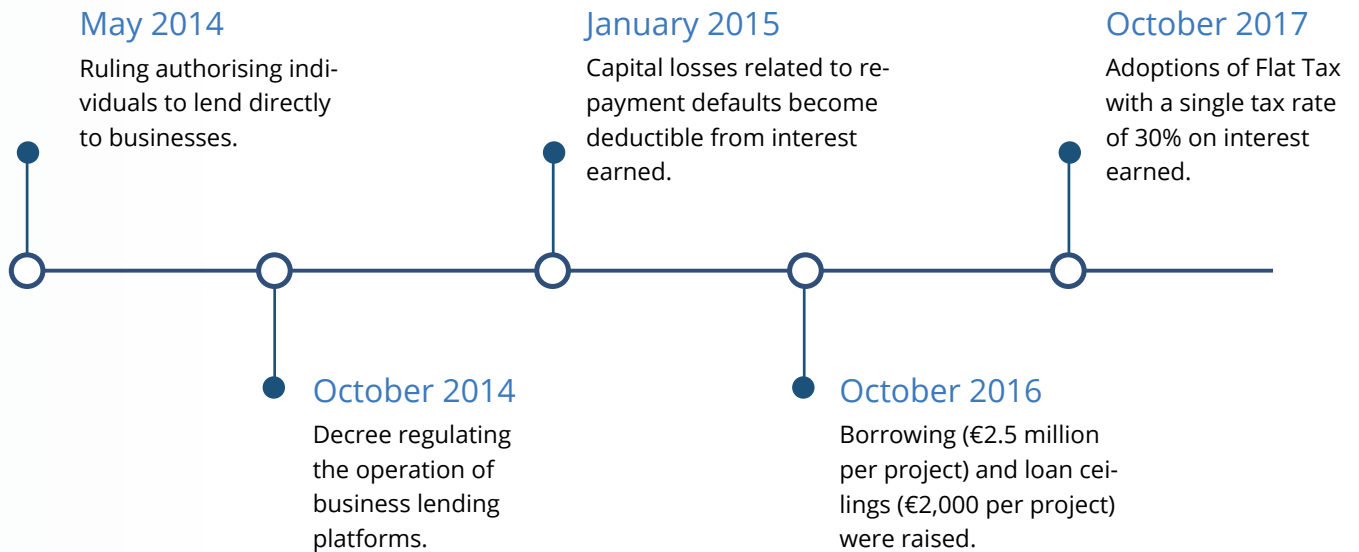 May 2014
Ruling authorising indi-
viduals to lend directly
to businesses.
October 2014
Decree regulating
the operation of
business lending
platforms.
January 2015
Capital losses related to re-
payment defaults become
deductible from interest
earned.
October 2016
Borrowing (€2.5 million
per project) and loan cei-
lings (€2,000 per project)
were raised.
October 2017
Adoptions of Flat Tax
with a single tax rate
of 30% on interest
earned.